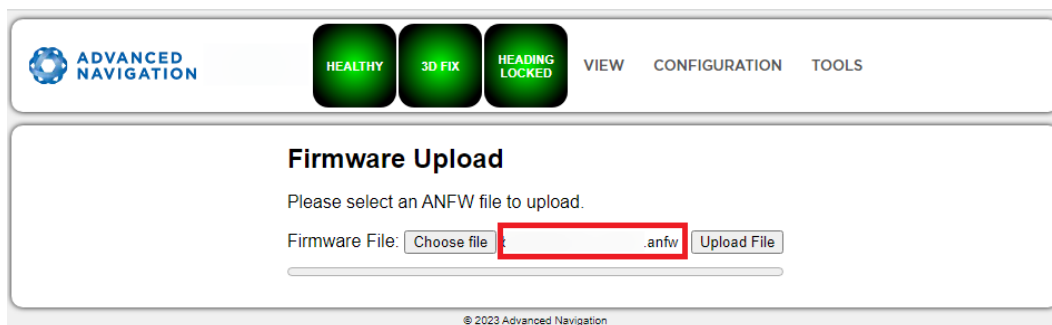 ADVANCED
NAVIGATION
HEALTHY
3D FIX
HEADING
LOCKED
VIEW CONFIGURATION TOOLS
Firmware Upload
Please select an ANFW file to upload.
Firmware File: Choose file .anfw Upload File
© 2023 Advanced Navigation